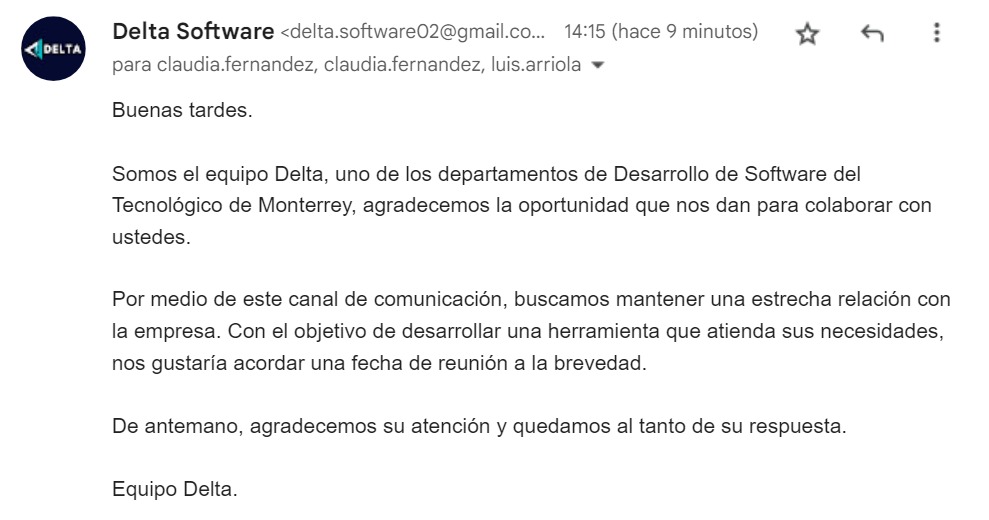 DELTA
Delta Software <delta.software02@gmail.co... 14:15 (hace 9 minutos)
para claudia.fernandez, claudia.fernandez, luis.arriola
Buenas tardes.
Somos el equipo Delta, uno de los departamentos de Desarrollo de Software del
Tecnológico de Monterrey, agradecemos la oportunidad que nos dan para colaborar con
ustedes.
Por medio de este canal de comunicación, buscamos mantener una estrecha relación con
la empresa. Con el objetivo de desarrollar una herramienta que atienda sus necesidades,
nos gustaría acordar una fecha de reunión a la brevedad.
De antemano, agradecemos su atención y quedamos al tanto de su respuesta.
Equipo Delta.